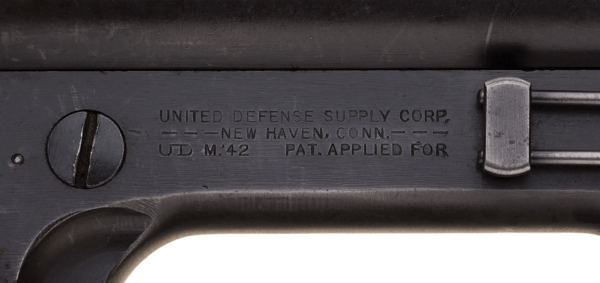 UNITED DEFENSE SUPPLY CORP.
– – – NEW HAVEN, CONN. – – –
UD M.'42 PAT. APPLIED FOR